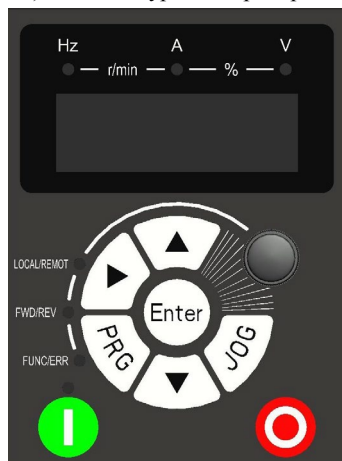 Hz A V
r/min %
LOCAL/REMOT
FWD/REV
Enter
PRG
JOG
FUNC/ERR